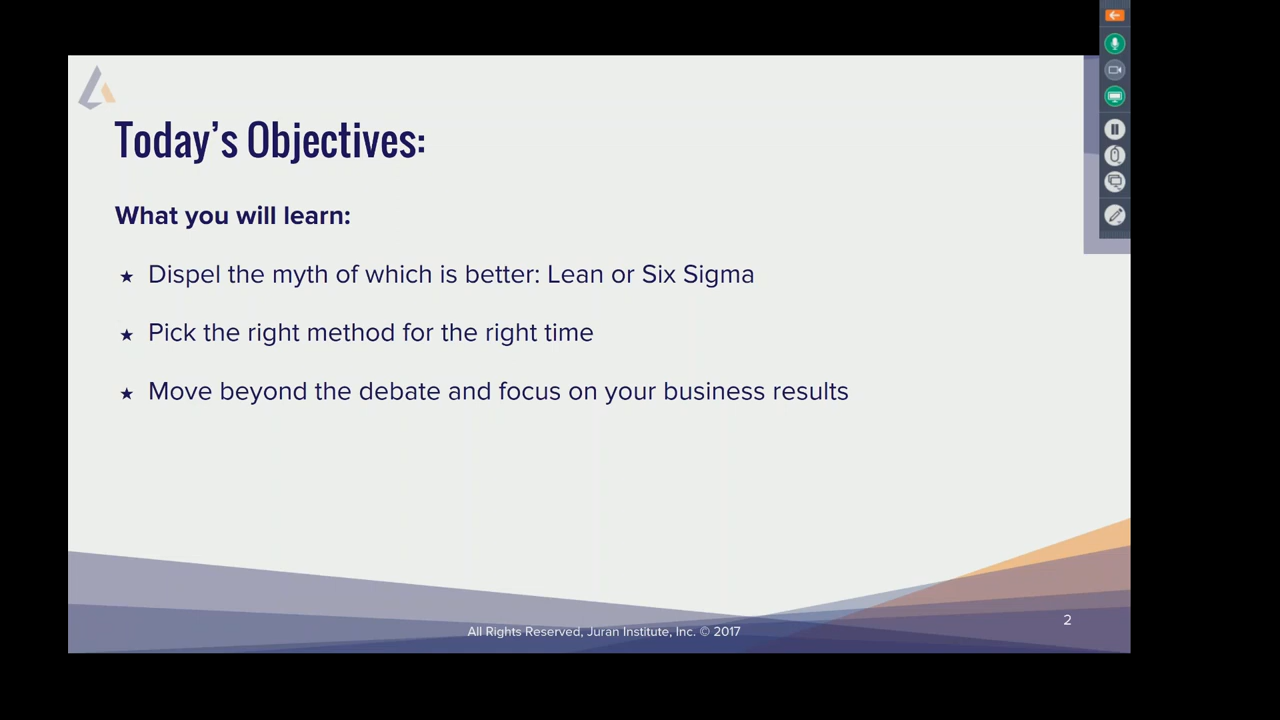 Today's Objectives:
What you will learn:
★ Dispel the myth of which is better: Lean or Six Sigma
★ Pick the right method for the right time
★ Move beyond the debate and focus on your business results
All Rights Reserved, Juran Institute, Inc. © 2017
2